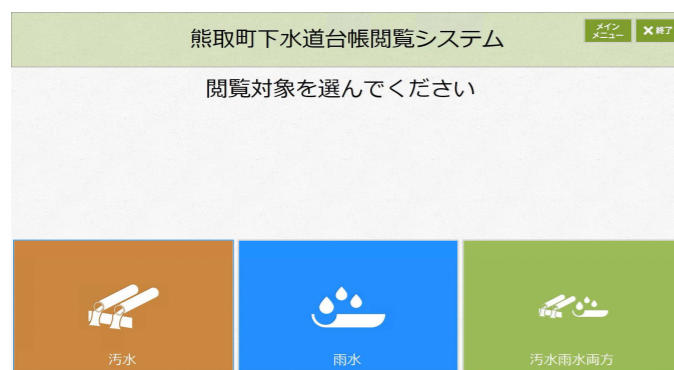 熊取町下水道台帳閲覧システム
メイン
メニュー
×終了
閲覧対象を選んでください
汚水
雨水
汚水雨水両方